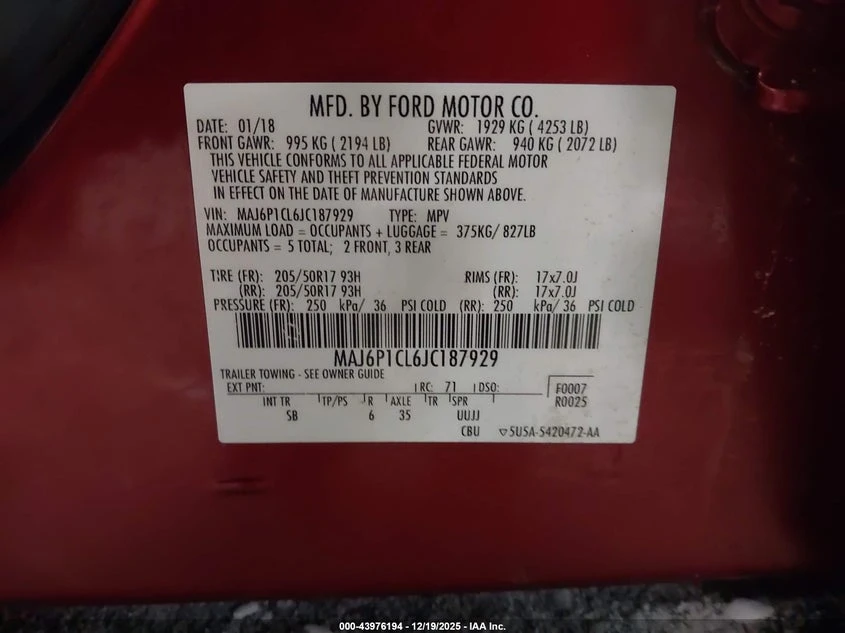 MFD. BY FORD MOTOR CO.
DATE: 01/18 GVWR: 1929 KG ( 4253 LB)
FRONT GAWR: 995 KG ( 2194 LB) REAR GAWR: 940 KG ( 2072 LB)
THIS VEHICLE CONFORMS TO ALL APPLICABLE FEDERAL MOTOR
VEHICLE SAFETY AND THEFT PREVENTION STANDARDS
IN EFFECT ON THE DATE OF MANUFACTURE SHOWN ABOVE.
VIN: MAJ6P1CL6JC187929 TYPE: MPV
MAXIMUM LOAD = OCCUPANTS + LUGGAGE = 375KG/ 827LB
OCCUPANTS = 5 TOTAL; 2 FRONT, 3 REAR
TIRE (FR): 205/50R17 93H RIMS (FR): 17x7.0J
(RR): 205/50R17 93H (RR): 17x7.0J
PRESSURE (FR): 250 kPa/ 36 PSI COLD (RR): 250 kPa/ 36 PSI COLD
MAJ6P1CL6JC187929
TRAILER TOWING - SEE OWNER GUIDE
EXT PNT: RC: 71 DSO: F0007
INT TR TP/PS R AXLE TR SPR R0025
SB 6 35 UUJJ
CBU 5U5A-5420472-AA
000-43976194 - 12/19/2025 - IAA Inc.